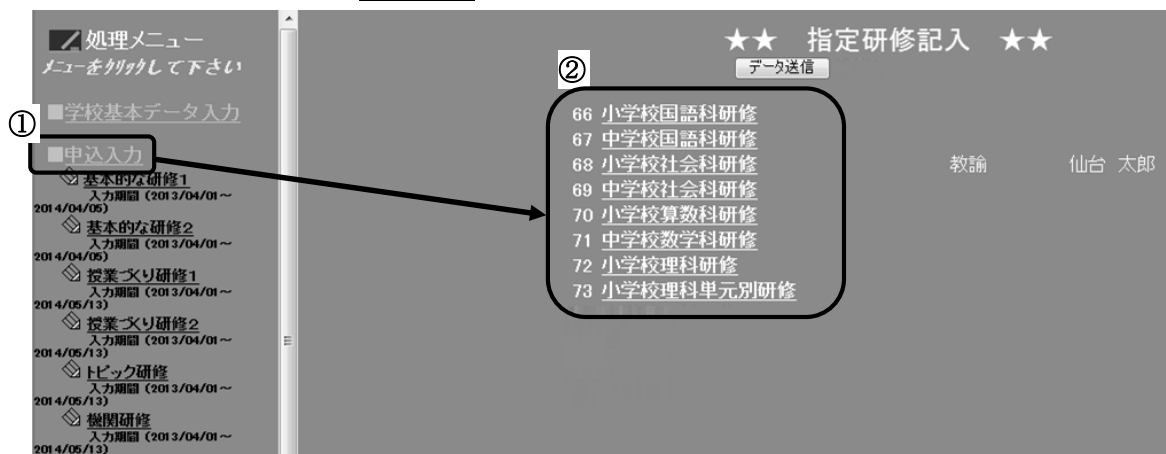 処理メニュー
メニューをクリックして下さい
①
■学校基本データ入力
■申込入力
基本的な研修1
入力期間（2013/04/01～
2014/04/05）
基本的な研修2
入力期間（2013/04/01～
2014/04/05）
授業づくり研修1
入力期間（2013/04/01～
2014/05/13）
授業づくり研修2
入力期間（2013/04/01～
2014/05/13）
トピック研修
入力期間（2013/04/01～
2014/05/13）
機関研修
入力期間（2013/04/01～
2014/05/13）
★★　指定研修記入　★★
データ送信
②
66 小学校国語科研修
67 中学校国語科研修
68 小学校社会科研修
69 中学校社会科研修
70 小学校算数科研修
71 中学校数学科研修
72 小学校理科研修
73 小学校理科単元別研修
教諭　仙台 太郎